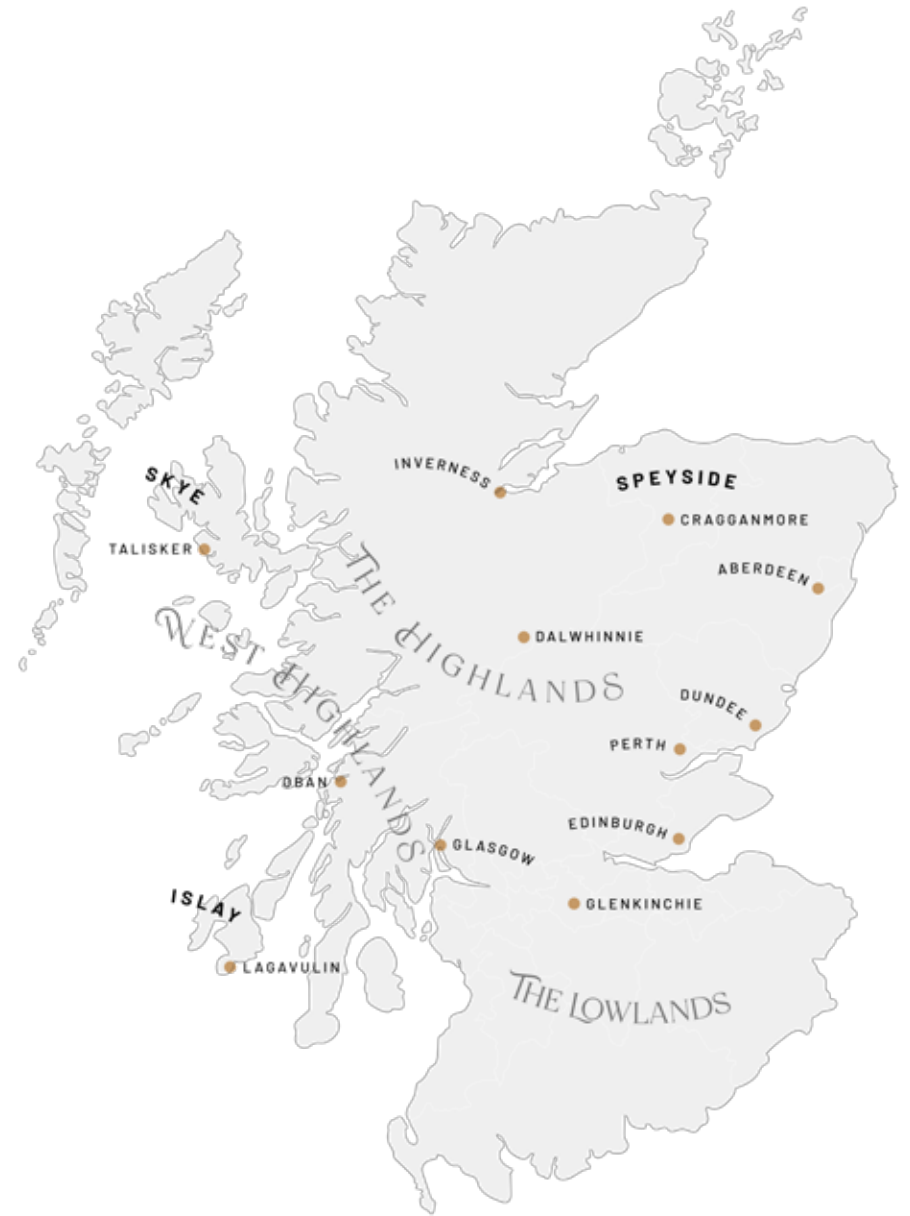 INVERNESS
SPEYSIDE
SKYE
CRAGGANMORE
TALISKER
ABERDEEN
THE HIGHLANDS
WEST HIGHLANDS
DALWHINNIE
DUNDEE
PERTH
OBAN
EDINBURGH
GLASGOW
ISLAY
GLENKINCHIE
LAGAVULIN
THE LOWLANDS